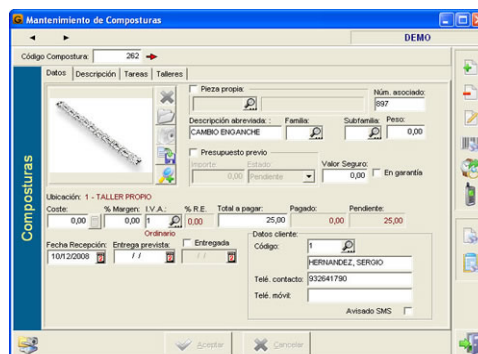 Mantenimiento de Composturas
DEMO
Código Compostura: 262
Datos Descripción Tareas Talleres
Composturas
Pieza propia:
Núm. asociado:
897
Descripción abreviada: : Familia: Subfamilia: Peso:
CAMBIO ENGANCHE 0,00
Presupuesto previo
Importe: Estado: Valor Seguro:
0,00 Pendiente 0,00 En garantía
Ubicación: 1 - TALLER PROPIO
Coste: % Margen: I.V.A.: % R.E. Total a pagar: Pagado: Pendiente:
0,00 0,00 1 0,00 25,00 0,00 25,00
Ordinario
Fecha Recepción: Entrega prevista: Entregada
10/12/2008 / / / /
Datos cliente:
Código: 1
HERNANDEZ, SERGIO
Telé. contacto: 932641790
Telé. móvit:
Avisado SMS
Aceptar Cancelar